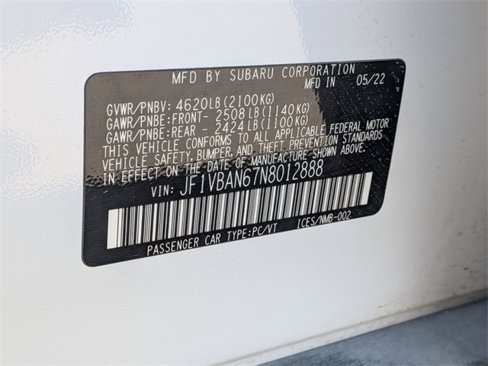 MFD BY SUBARU CORPORATION
MFD IN 05/22
GVWR/PNBV: 4620LB(2100KG)
GAWR/PNBE:FRONT- 2508 LB(1140KG)
GAWR/PNBE:REAR - 2424 LB(1100KG)
THIS VEHICLE CONFORMS TO ALL APPLICABLE FEDERAL MOTOR
VEHICLE SAFETY, BUMPER, AND THEFT PREVENTION STANDARDS
IN EFFECT ON THE DATE OF MANUFACTURE SHOWN ABOVE.
VIN: JF1VBAN67N8012888
PASSENGER CAR TYPE:PC/VT ICES/NMB-002